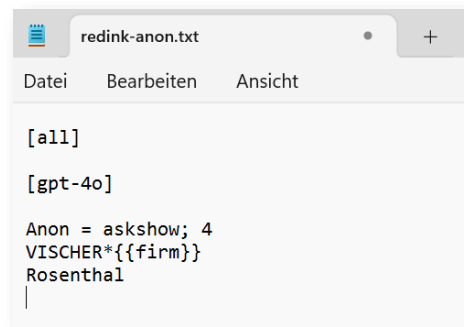 redink-anon.txt
Datei Bearbeiten Ansicht
[all]
[gpt-4o]
Anon = askshow; 4
VISCHER*{{firm}}
Rosenthal